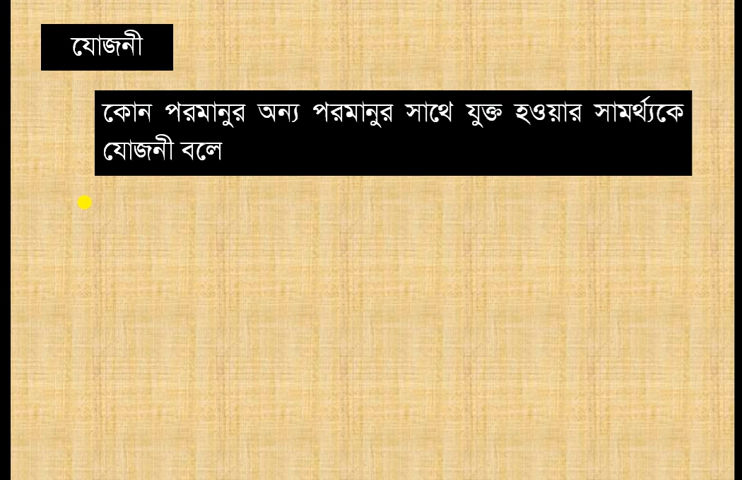 যোজনী
কোন পরমানুর অন্য পরমানুর সাথে যুক্ত হওয়ার সামর্থ্যকে
যোজনী বলে